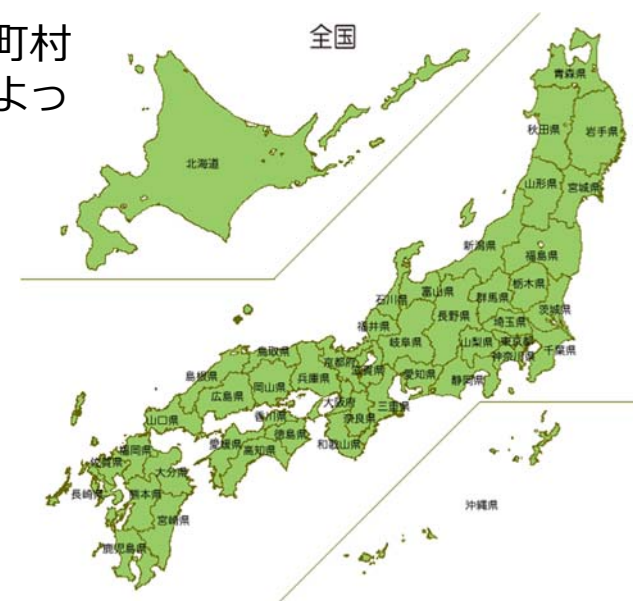 町村
よっ
全国
北海道
青森県
秋田県
岩手県
山形県
宮城県
新潟県
福島県
石川県
富山県
群馬県
栃木県
茨城県
福井県
長野県
埼玉県
岐阜県
山梨県
東京都
神奈川県
千葉県
鳥取県
京都府
滋賀県
愛知県
静岡県
島根県
岡山県
兵庫県
広島県
大阪府
三重県
奈良県
山口県
香川県
徳島県
愛媛県
高知県
和歌山県
福岡県
佐賀県
大分県
長崎県
熊本県
宮崎県
鹿児島県
沖縄県